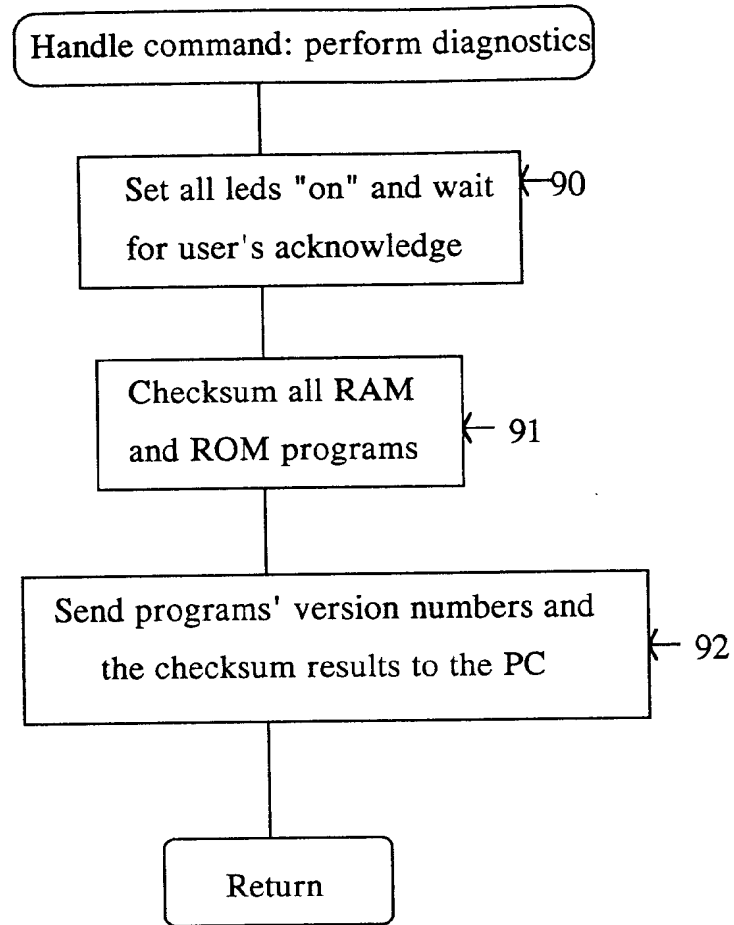 Handle command: perform diagnostics
Set all leds "on" and wait
for user's acknowledge
90
Checksum all RAM
and ROM programs
91
Send programs' version numbers and
the checksum results to the PC
92
Return